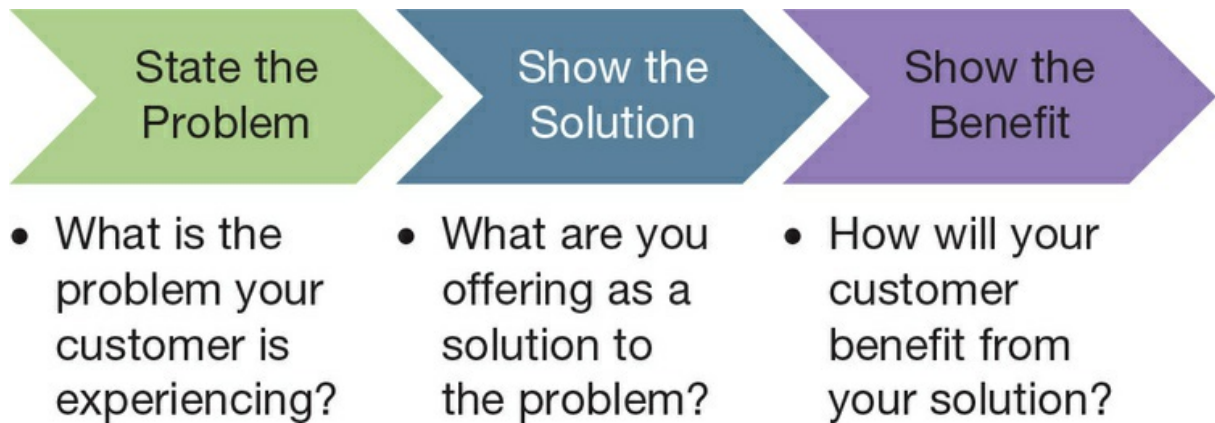 State the
Problem
Show the
Solution
Show the
Benefit
• What is the
problem your
customer is
experiencing?
• What are you
offering as a
solution to
the problem?
• How will your
customer
benefit from
your solution?